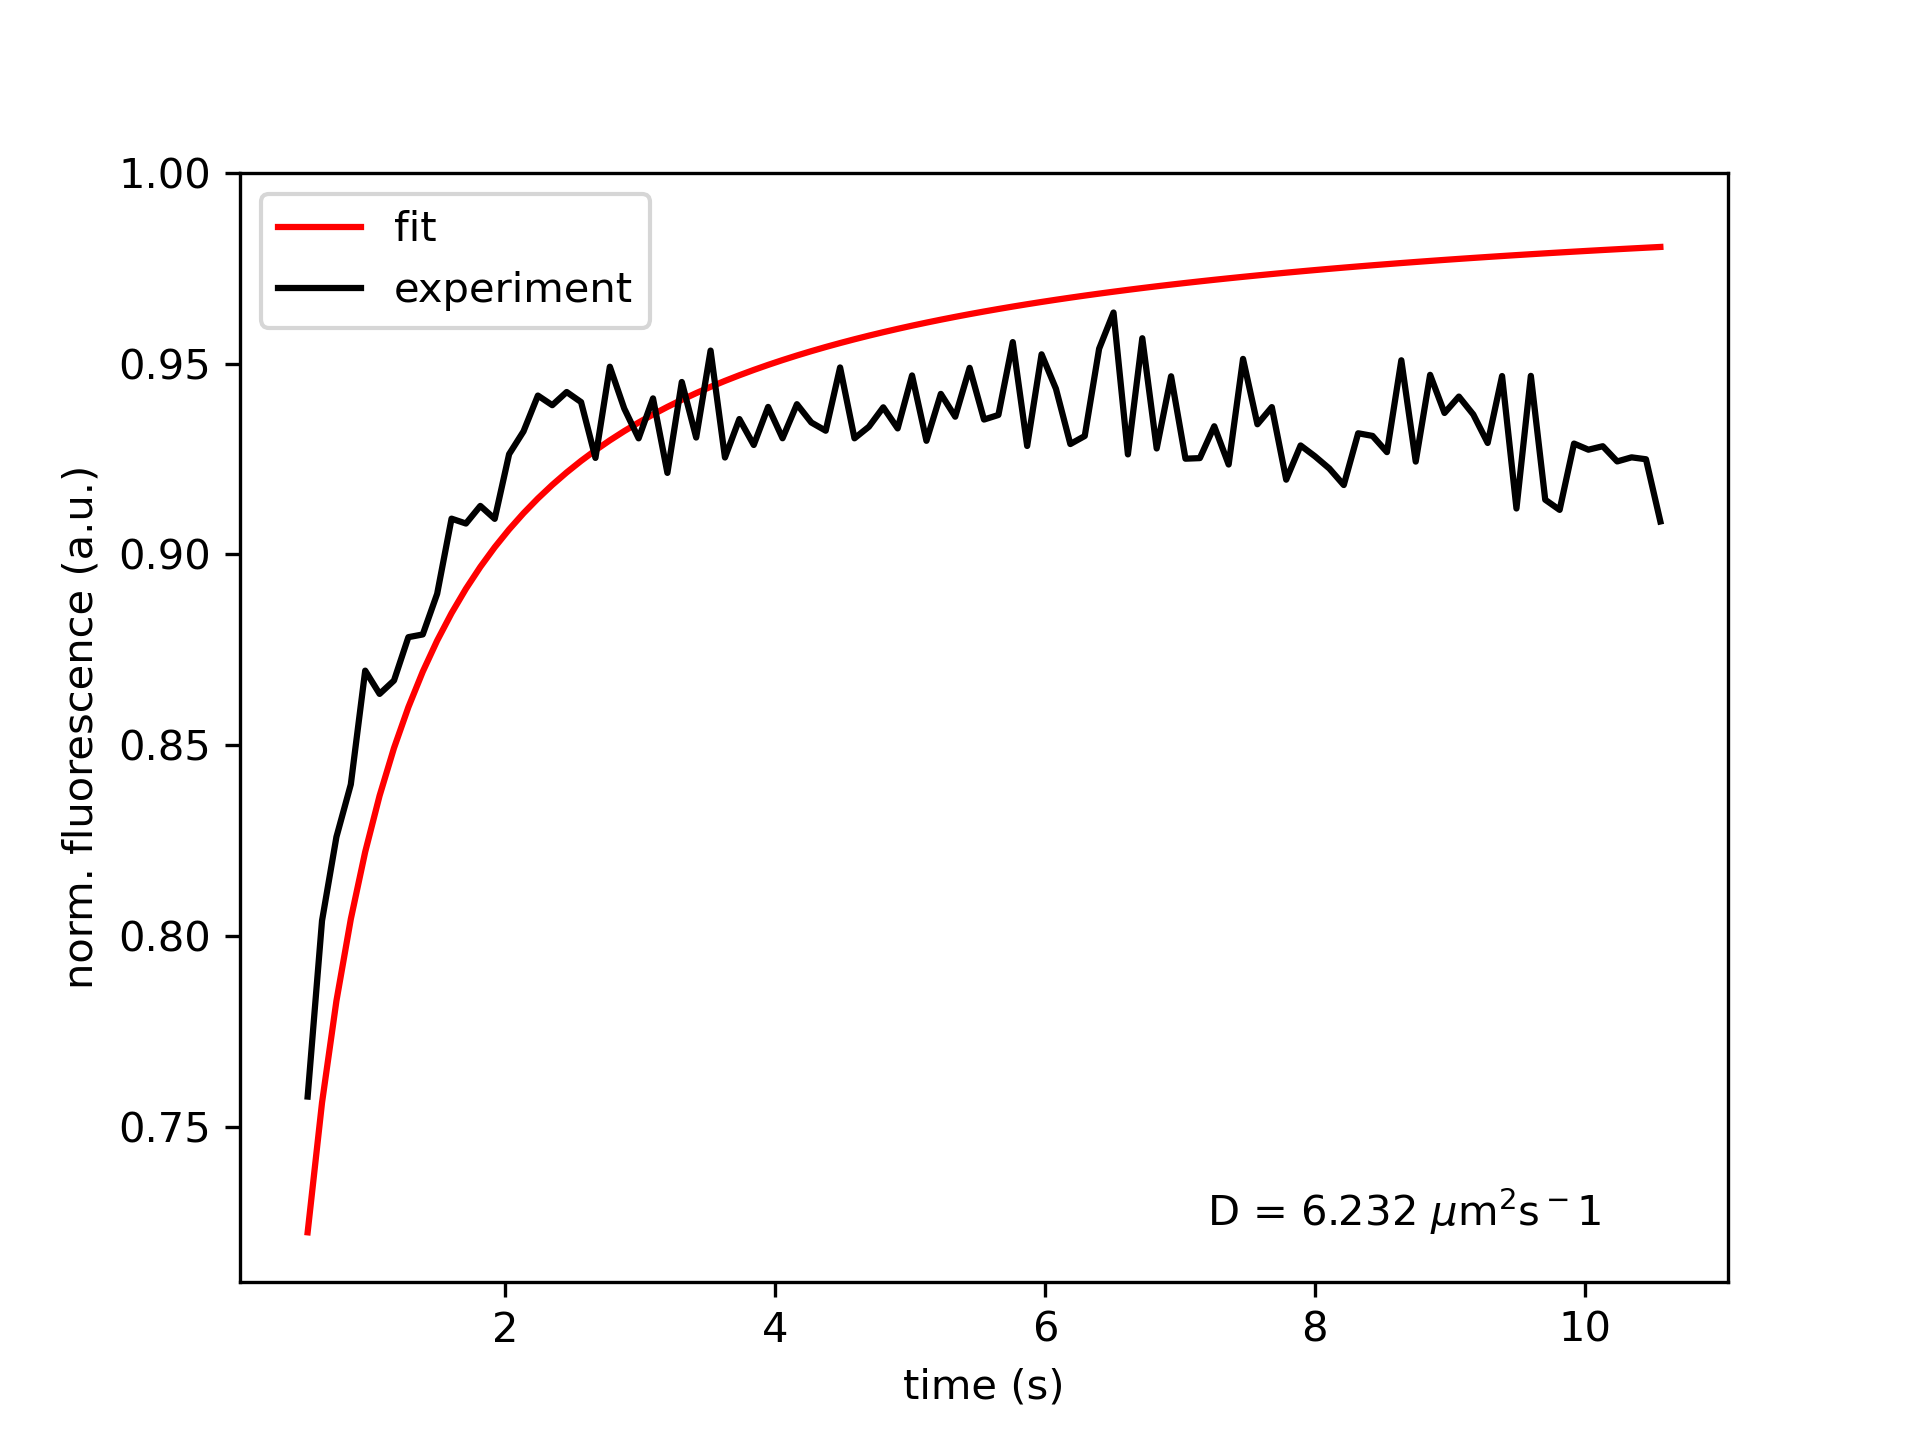 1.00
0.95
0.90
0.85
0.80
0.75
norm. fluorescence (a.u.)
fit
experiment
D = 6.232 μm²s⁻1
2 4 6 8 10
time (s)